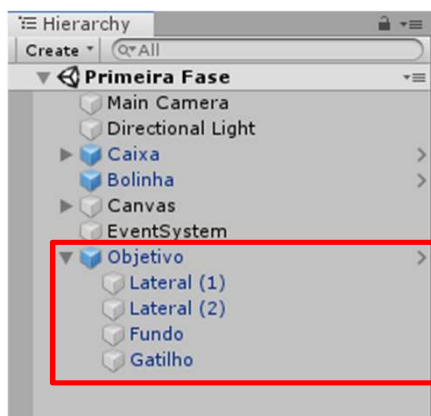 Hierarchy
Create All
Primeira Fase
Main Camera
Directional Light
Caixa
Bolinha
Canvas
EventSystem
Objetivo
Lateral (1)
Lateral (2)
Fundo
Gatilho